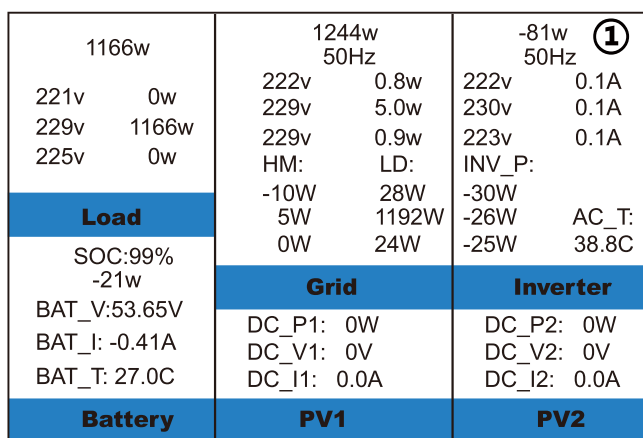 1166w
221v 0w
229v 1166w
225v 0w
Load
1244w
50Hz
222v 0.8w
229v 5.0w
229v 0.9w
HM: LD:
-10W 28W
5W 1192W
0W 24W
Grid
-81w ①
50Hz
222v 0.1A
230v 0.1A
223v 0.1A
INV_P:
-30W
-26W AC_T:
-25W 38.8C
Inverter
SOC:99%
-21w
BAT_V:53.65V
BAT_I: -0.41A
BAT_T: 27.0C
Battery
DC_P1: 0W
DC_V1: 0V
DC_I1: 0.0A
PV1
DC_P2: 0W
DC_V2: 0V
DC_I2: 0.0A
PV2